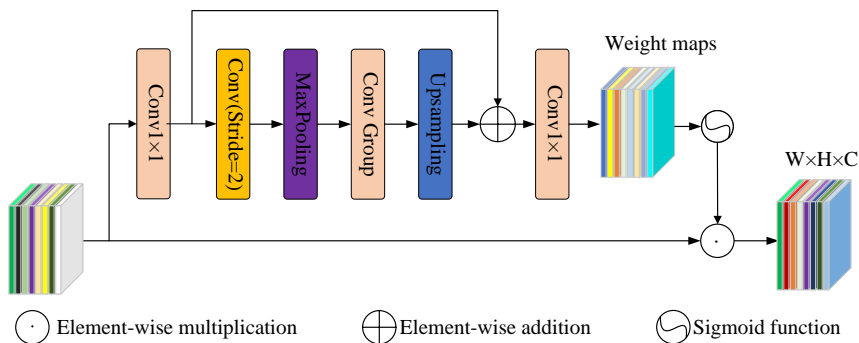 Weight maps
Conv1×1
Conv(Stride=2)
MaxPooling
Conv Group
Upsampling
Conv1×1
W×H×C
Element-wise multiplication
Element-wise addition
Sigmoid function